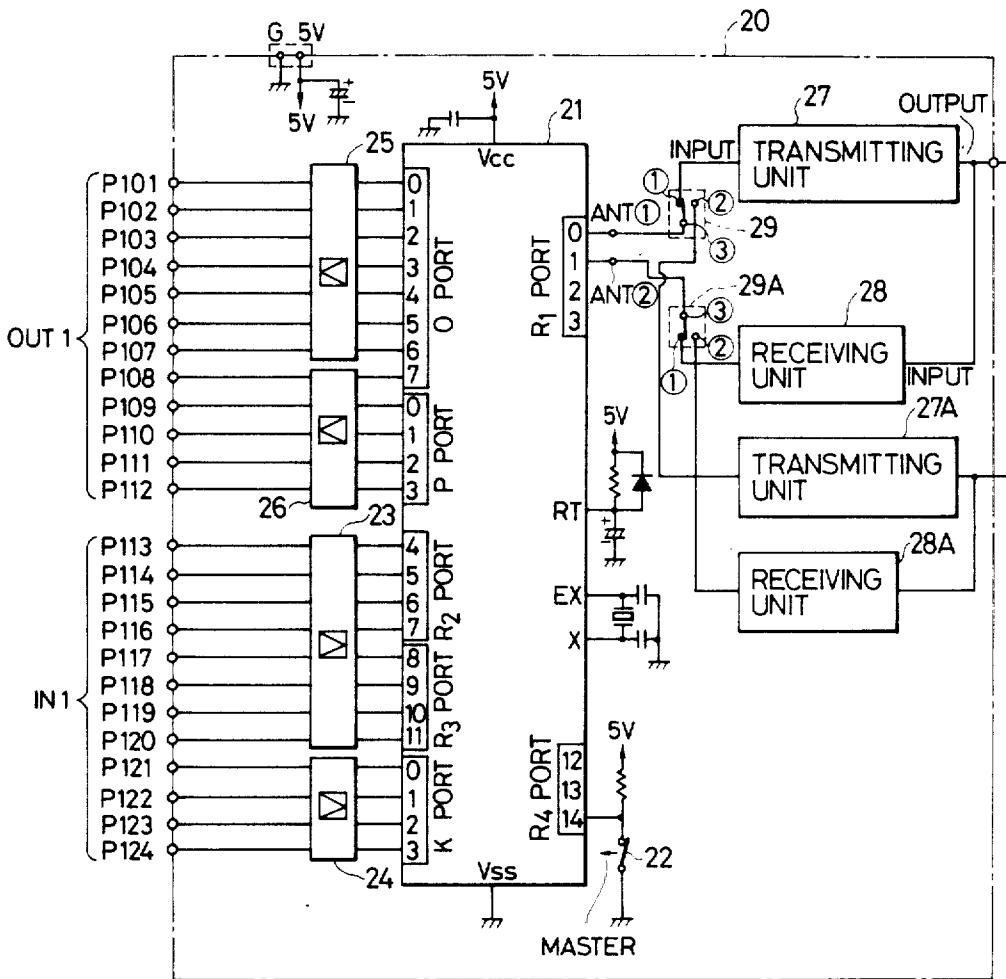 20
G 5V
5V
5V
21
25
Vcc
27
OUTPUT
INPUT
TRANSMITTING UNIT
OUT 1
P101
P102
P103
P104
P105
P106
P107
P108
P109
P110
P111
P112
0
1
2
3
4
5
6
7
O PORT
0
1
2
3
P PORT
26
23
IN 1
P113
P114
P115
P116
P117
P118
P119
P120
P121
P122
P123
P124
4
5
6
7
R2 PORT
8
9
10
11
R3 PORT
0
1
2
3
K PORT
24
Vss
0
1
2
3
R1 PORT
ANT①
ANT②
①
②
③
29
29A
③
①
②
28
RECEIVING UNIT
INPUT
27A
TRANSMITTING UNIT
28A
RECEIVING UNIT
5V
RT
EX
X
5V
12
13
14
R4 PORT
22
MASTER